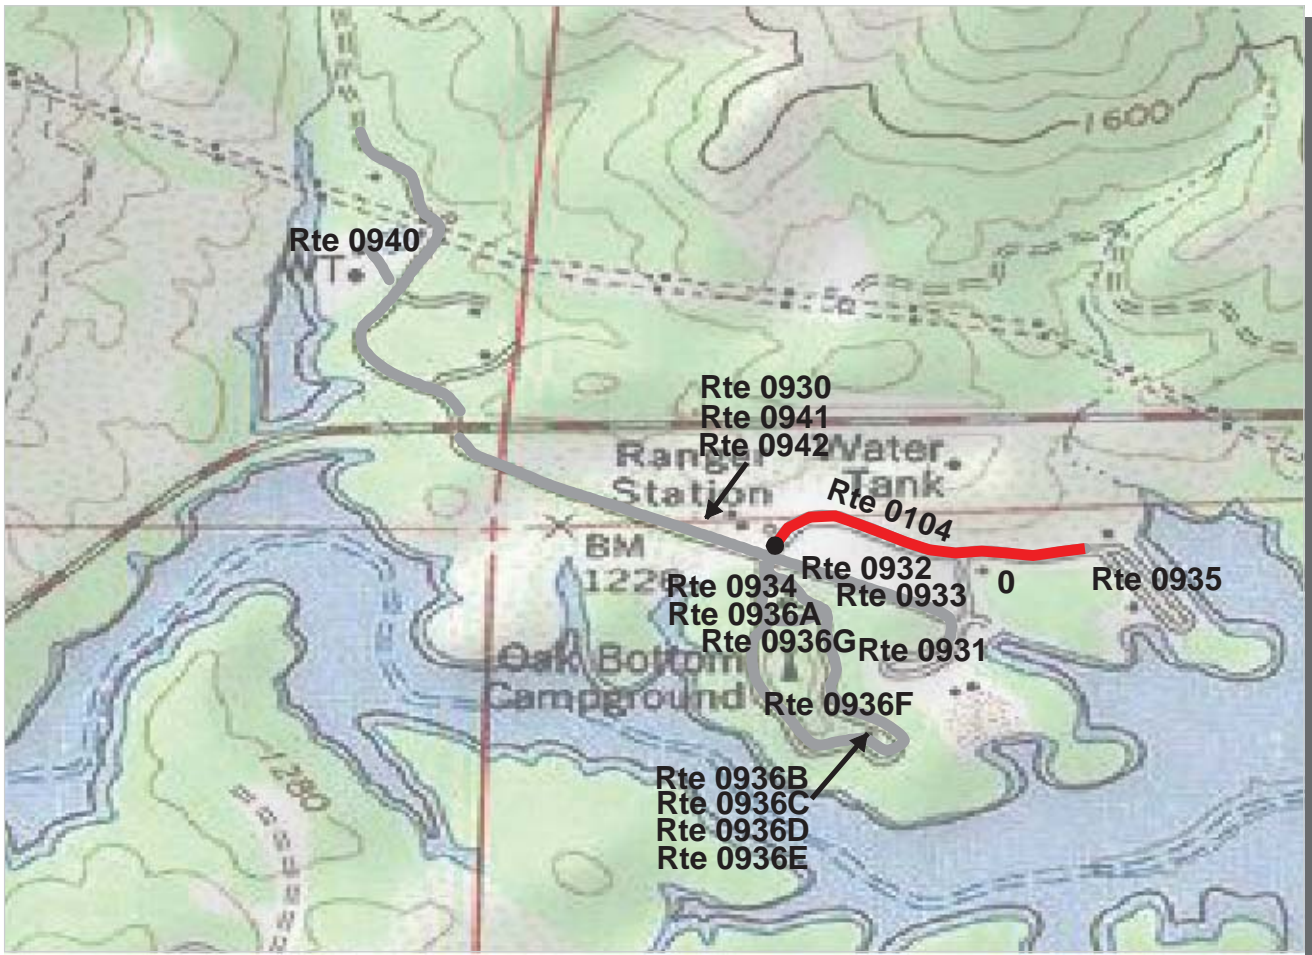 1600
Rte 0940
WT
Rte 0930
Rte 0941
Rte 0942
Ranger
Station
Water
Tank
Rte 0104
BM
Rte 0932
Rte 0934
Rte 0933
0
Rte 0935
Rte 0936A
Rte 0936G
Rte 0931
Oak Bottom
Campground
Rte 0936F
1280
Rte 0936B
Rte 0936C
Rte 0936D
Rte 0936E